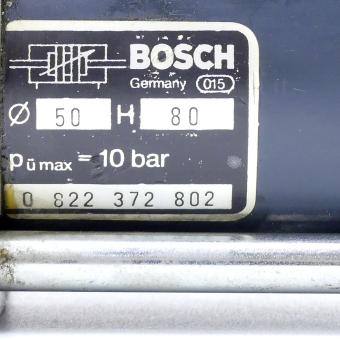 BOSCH
Germany 015
Ø 50 H 80
pü max = 10 bar
0 822 372 802